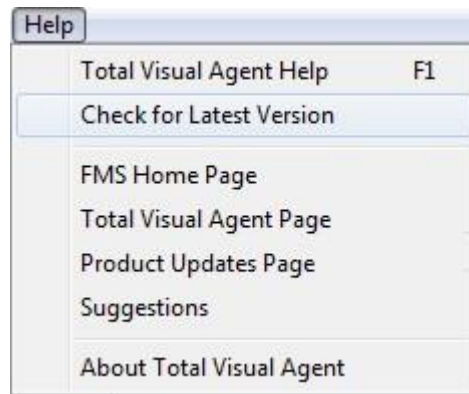 Help
Total Visual Agent Help F1
Check for Latest Version
FMS Home Page
Total Visual Agent Page
Product Updates Page
Suggestions
About Total Visual Agent